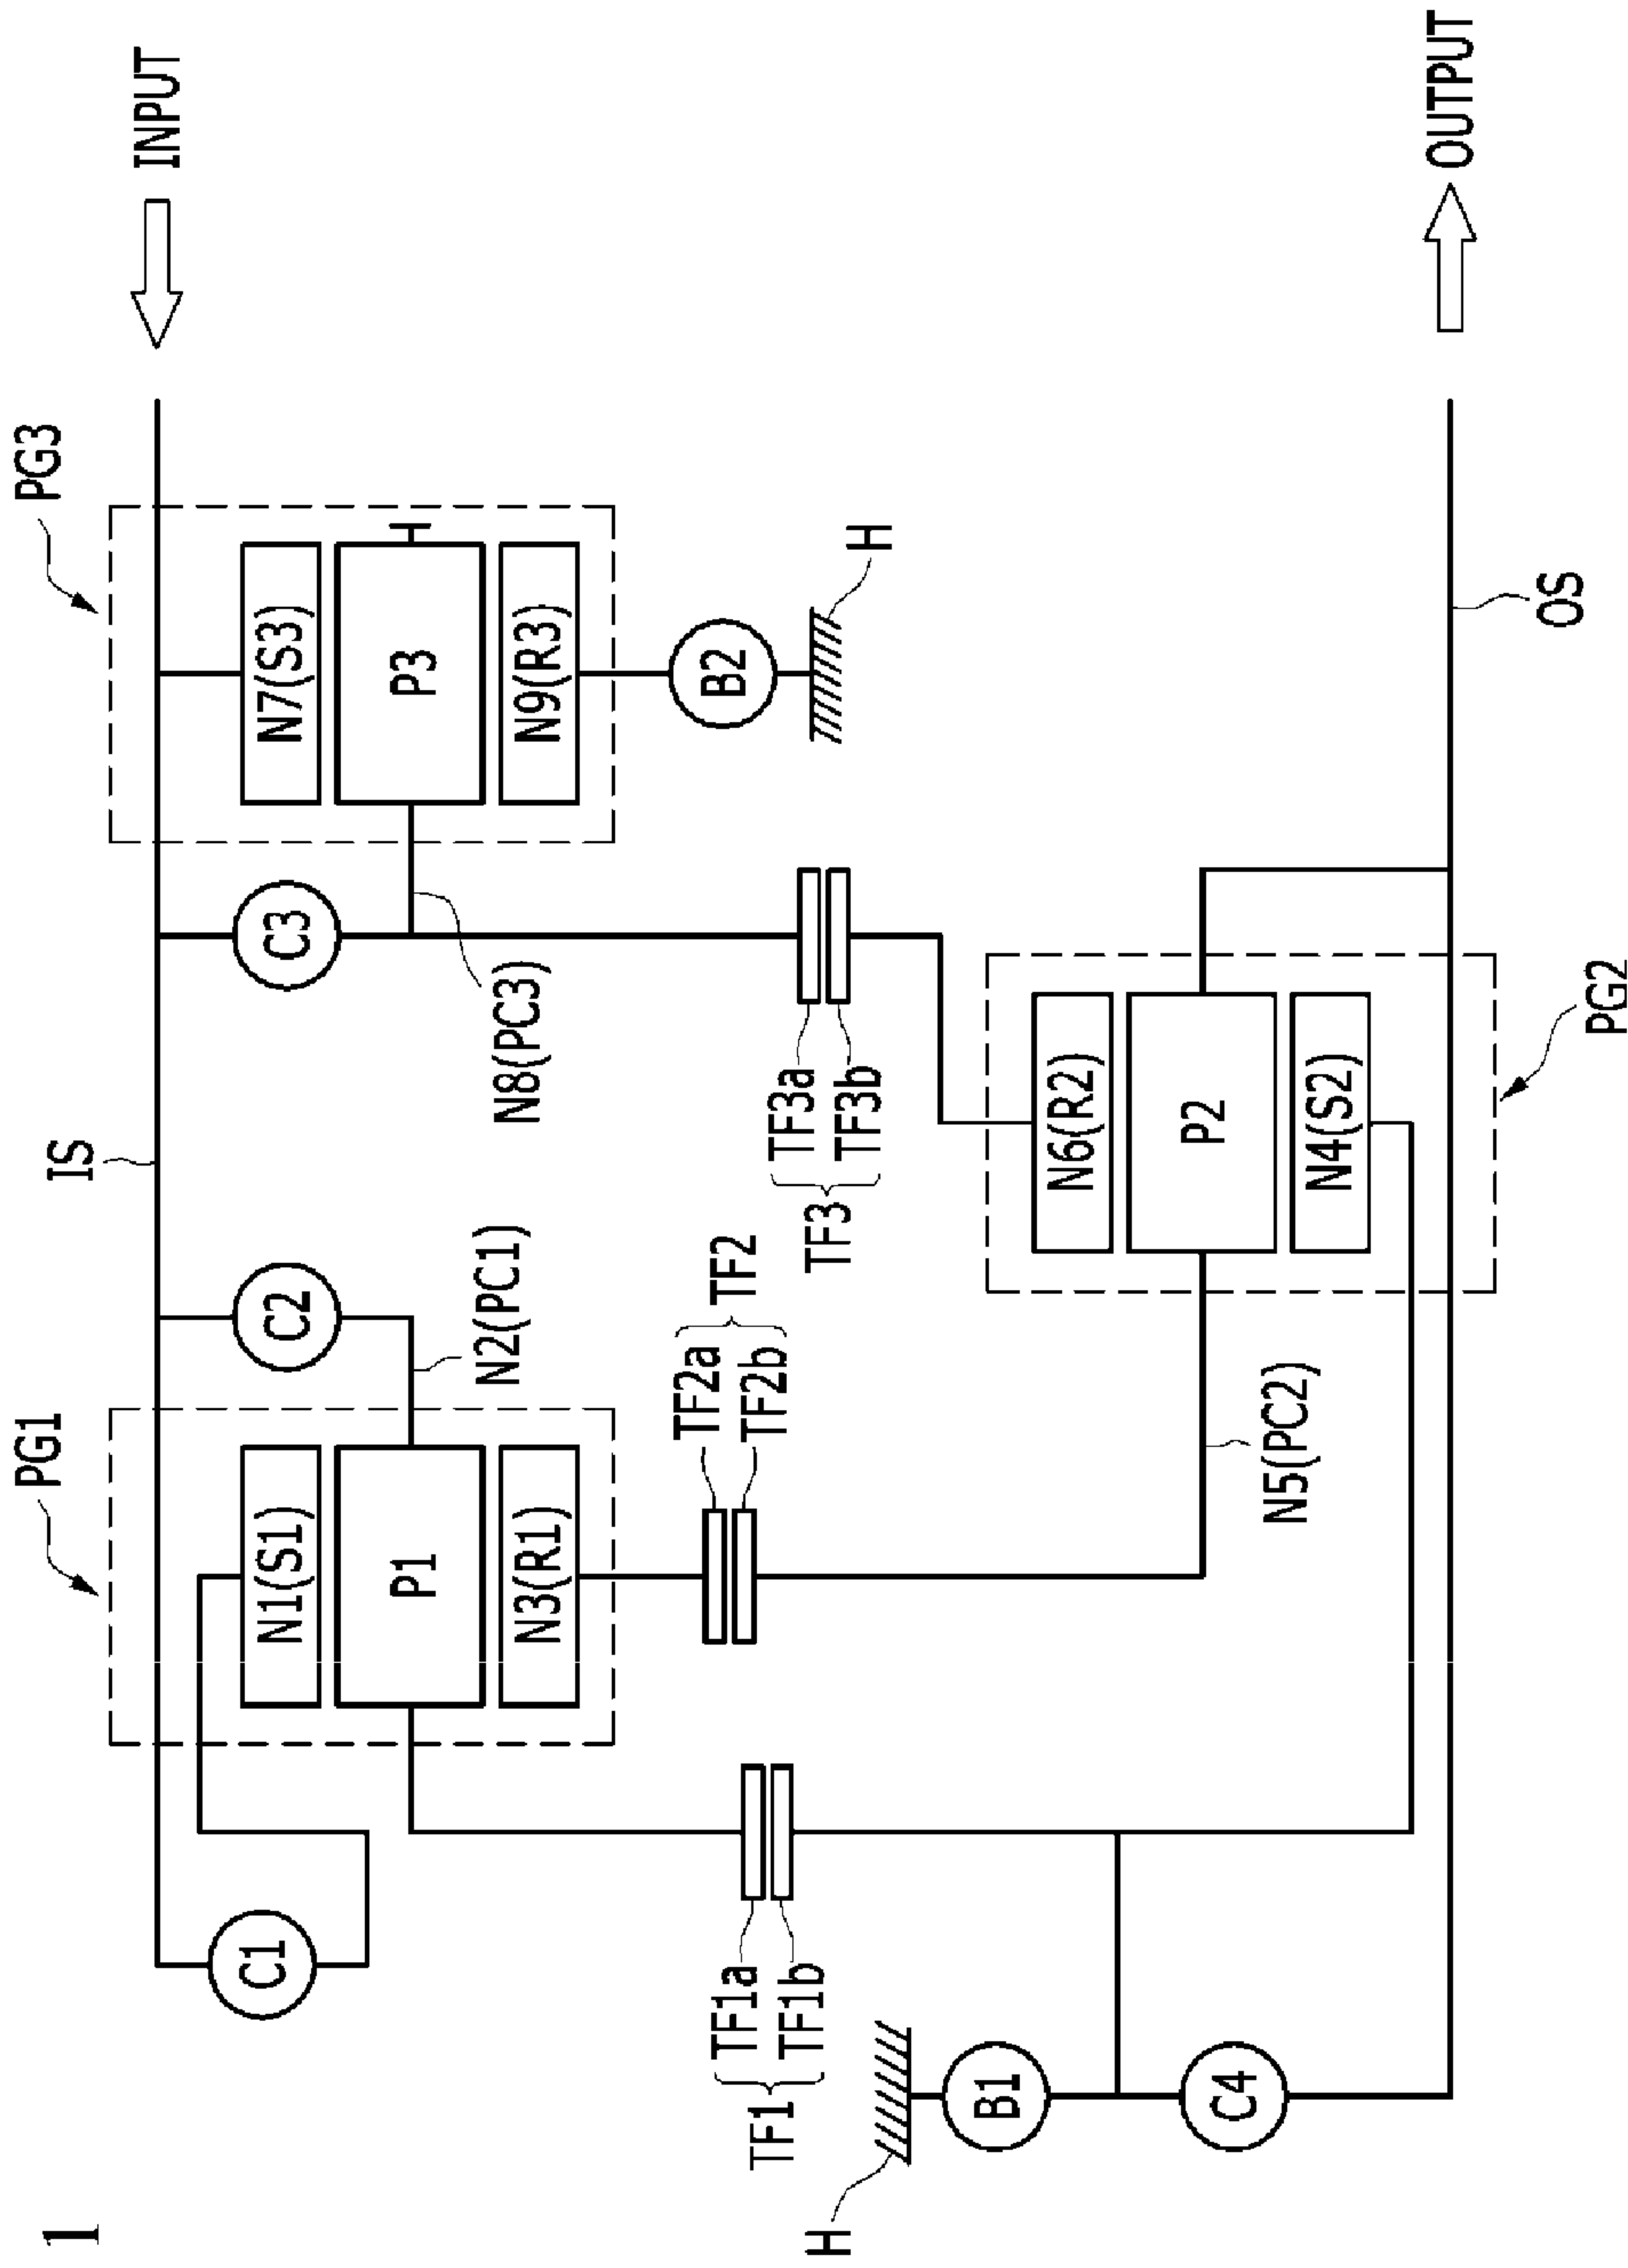 1
PG1
PG3
IS
INPUT
C1
N1(S1)
C2
C3
N7(S3)
P1
P3
N2(PC1)
N8(PC3)
N3(R1)
N9(R3)
TF2a
TF2b
TF2
B2
H
TF1a
TF1b
TF1
TF3a
TF3b
TF3
H
B1
C4
N6(R2)
P2
N5(PC2)
N4(S2)
OUTPUT
OS
PG2